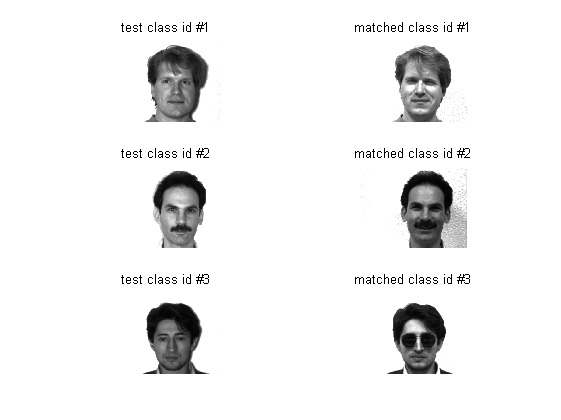 test class id #1
matched class id #1
test class id #2
matched class id #2
test class id #3
matched class id #3